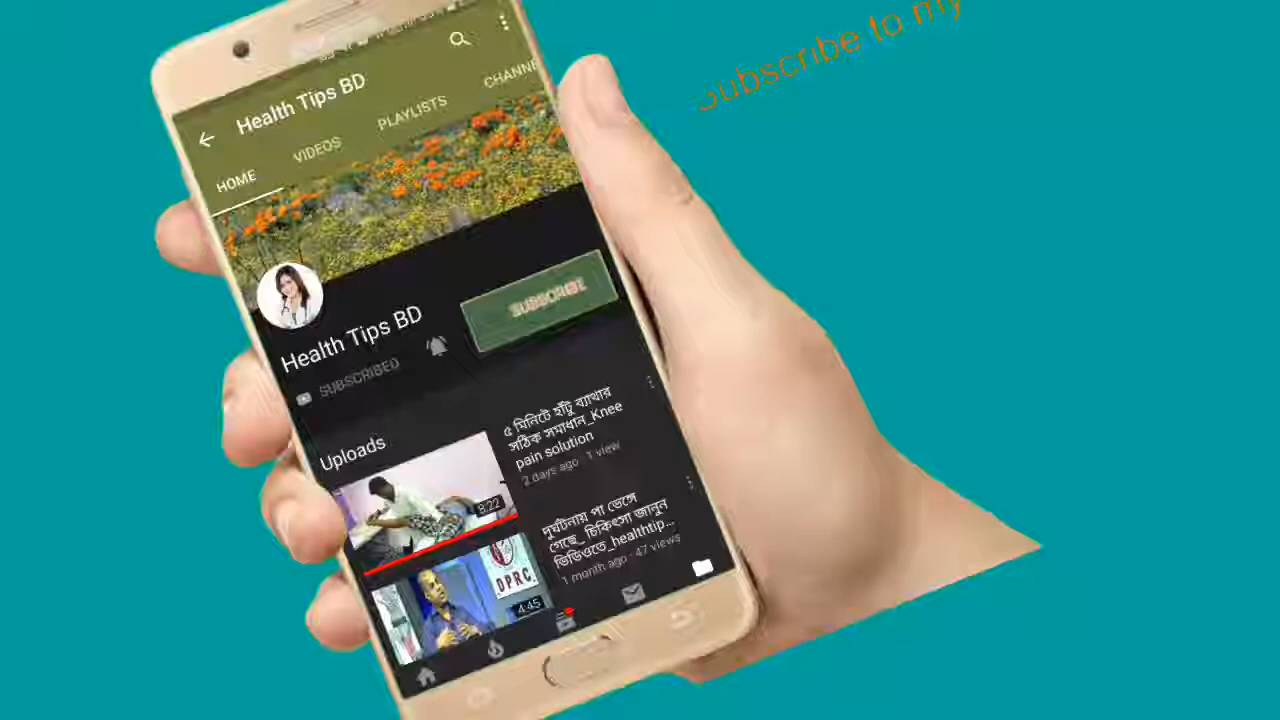 Subscribe to my
Health Tips BD
HOME
VIDEOS
PLAYLISTS
CHANNE
Health Tips BD
SUBSCRIBE
SUBSCRIBED
Uploads
৫ মিনিটে হাঁটু ব্যাথার
সঠিক সমাধান_Knee
pain solution
2 days ago · 1 view
8:22
দুর্ঘটনায় পা ভেঙ্গে
গেছে_ চিকিৎসা জানুন
ভিডিওতে_healthtip...
1 month ago · 47 views
OPRC
4:45